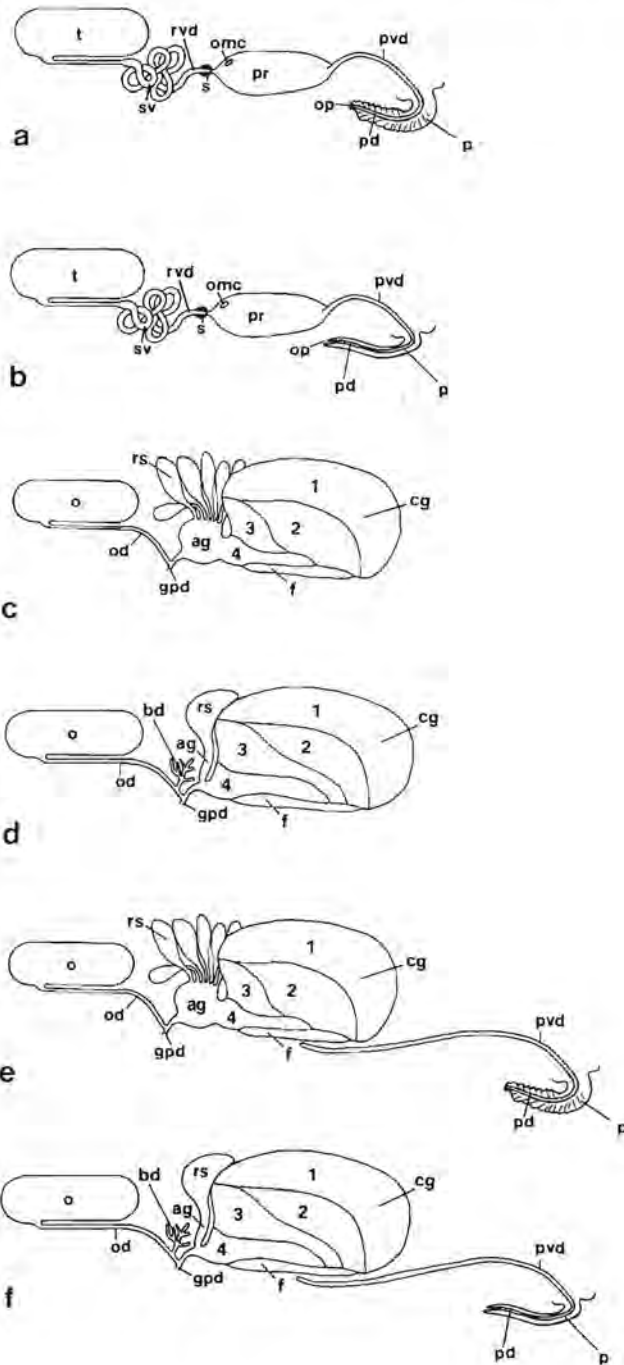 t
rvd
omc
pvd
sv
s
pr
op
pd
p
a
t
rvd
omc
pvd
sv
s
pr
op
pd
p
b
rs
1
o
cg
ag
3
2
od
4
gpd
f
c
bd
rs
1
o
ag
cg
3
2
od
4
gpd
f
d
rs
1
o
cg
ag
3
2
od
4
pvd
gpd
f
e
pd
p
bd
rs
1
o
ag
cg
3
2
od
4
pvd
gpd
f
f
pd
p